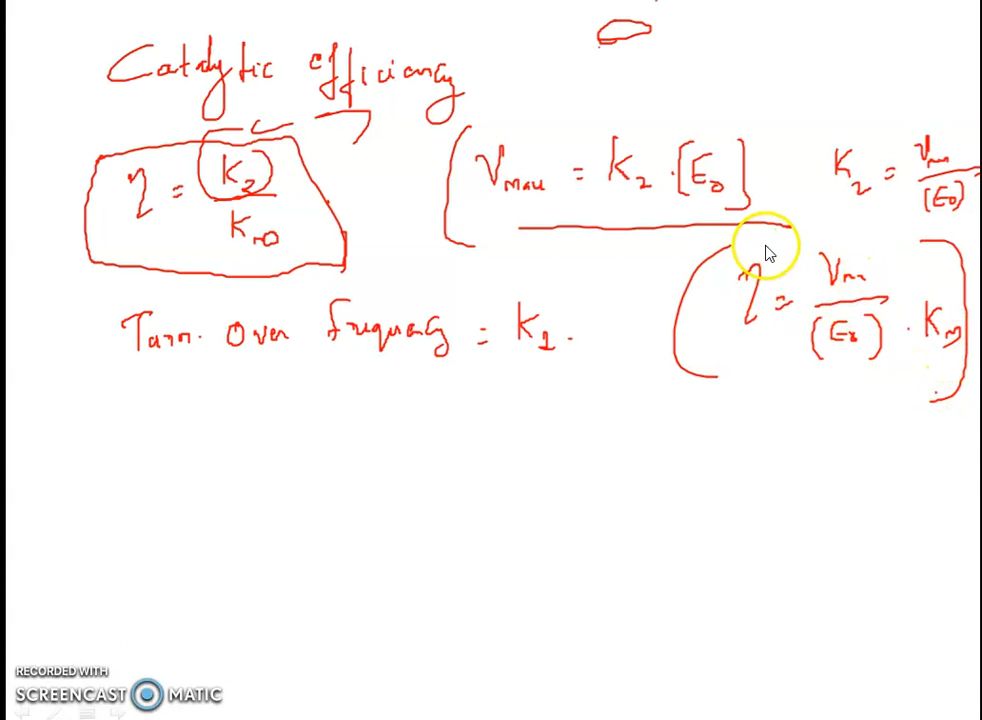 Catalytic efficiency
η = K2 / Km
Vmax = K2 · [E0]
K2 = Vm / [E0]
η = Vm / [E0] · Km
Turn. Over frequency = K2 .
RECORDED WITH
SCREENCAST MATIC